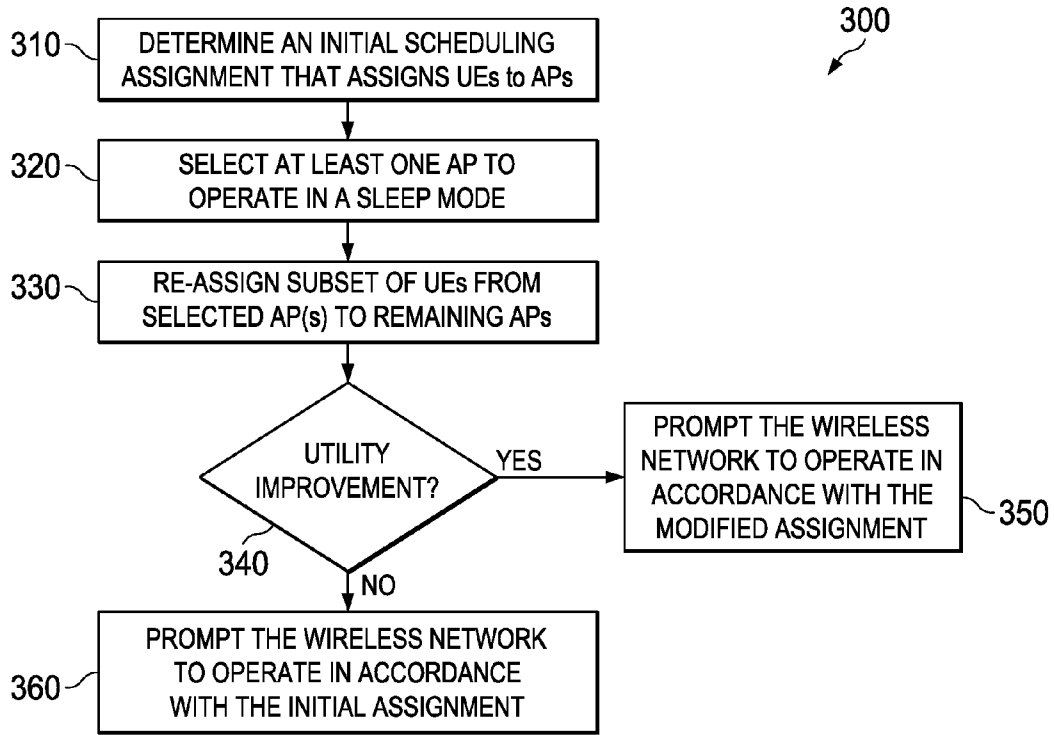 300
310
DETERMINE AN INITIAL SCHEDULING
ASSIGNMENT THAT ASSIGNS UEs to APs
320
SELECT AT LEAST ONE AP TO
OPERATE IN A SLEEP MODE
330
RE-ASSIGN SUBSET OF UEs FROM
SELECTED AP(s) TO REMAINING APs
UTILITY
IMPROVEMENT?
340
YES
PROMPT THE WIRELESS
NETWORK TO OPERATE IN
ACCORDANCE WITH THE
MODIFIED ASSIGNMENT
350
NO
360
PROMPT THE WIRELESS NETWORK
TO OPERATE IN ACCORDANCE
WITH THE INITIAL ASSIGNMENT